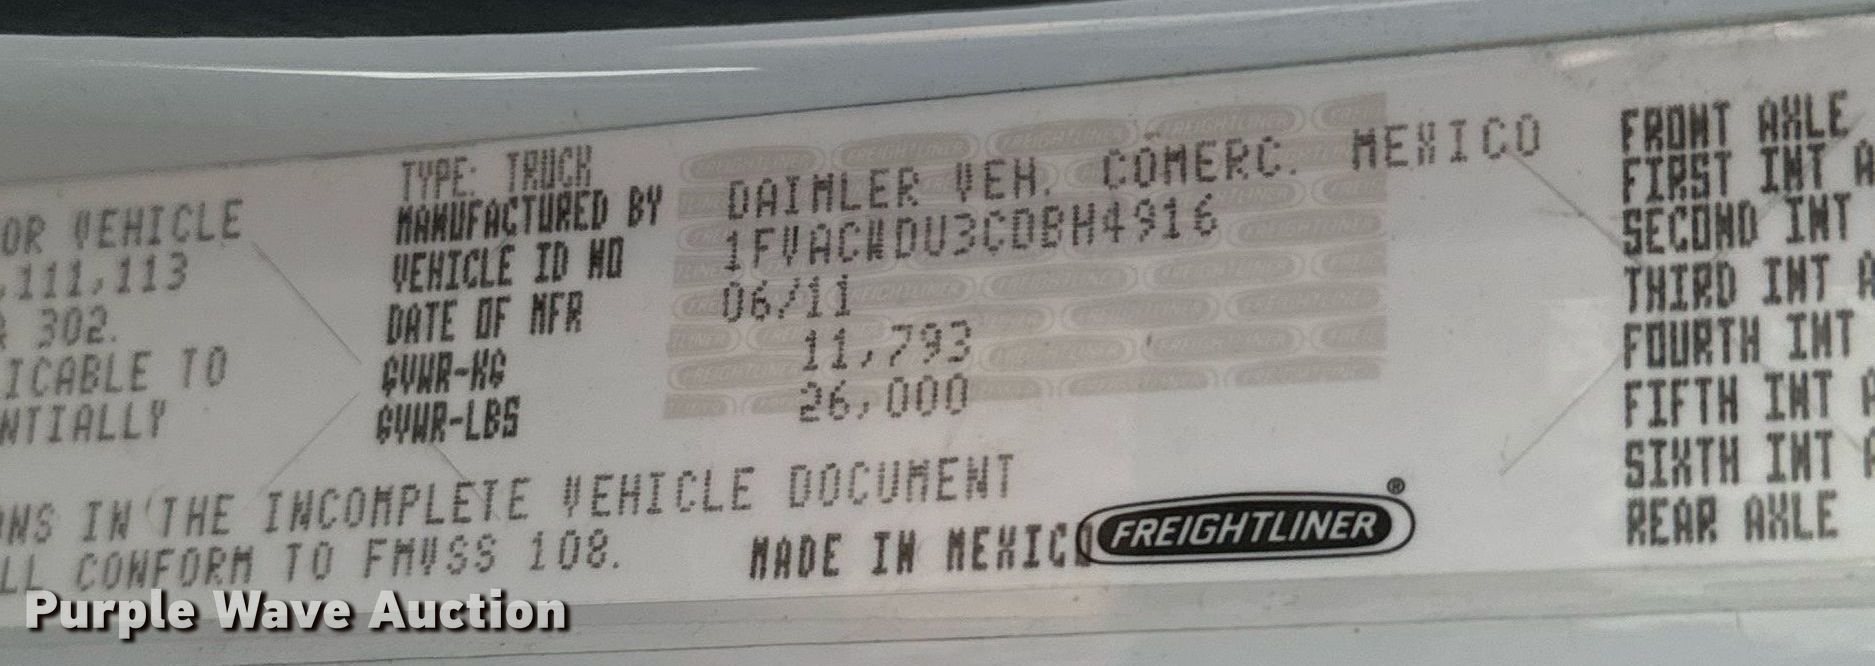 OR VEHICLE
,111,113
302.
ICABLE TO
NTIALLY
ONS IN THE INCOMPLETE VEHICLE DOCUMENT
LL CONFORM TO FMVSS 108.
TYPE: TRUCK
MANUFACTURED BY DAIMLER VEH. COMERC. MEXICO
VEHICLE ID NO 1FVACWDU3CDBH4916
DATE OF MFR 06/11
GVWR-KG 11,793
GVWR-LBS 26,000
MADE IN MEXICO
FREIGHTLINER®
FRONT AXLE
FIRST INT A
SECOND INT
THIRD INT A
FOURTH INT
FIFTH INT A
SIXTH INT A
REAR AXLE
Purple Wave Auction